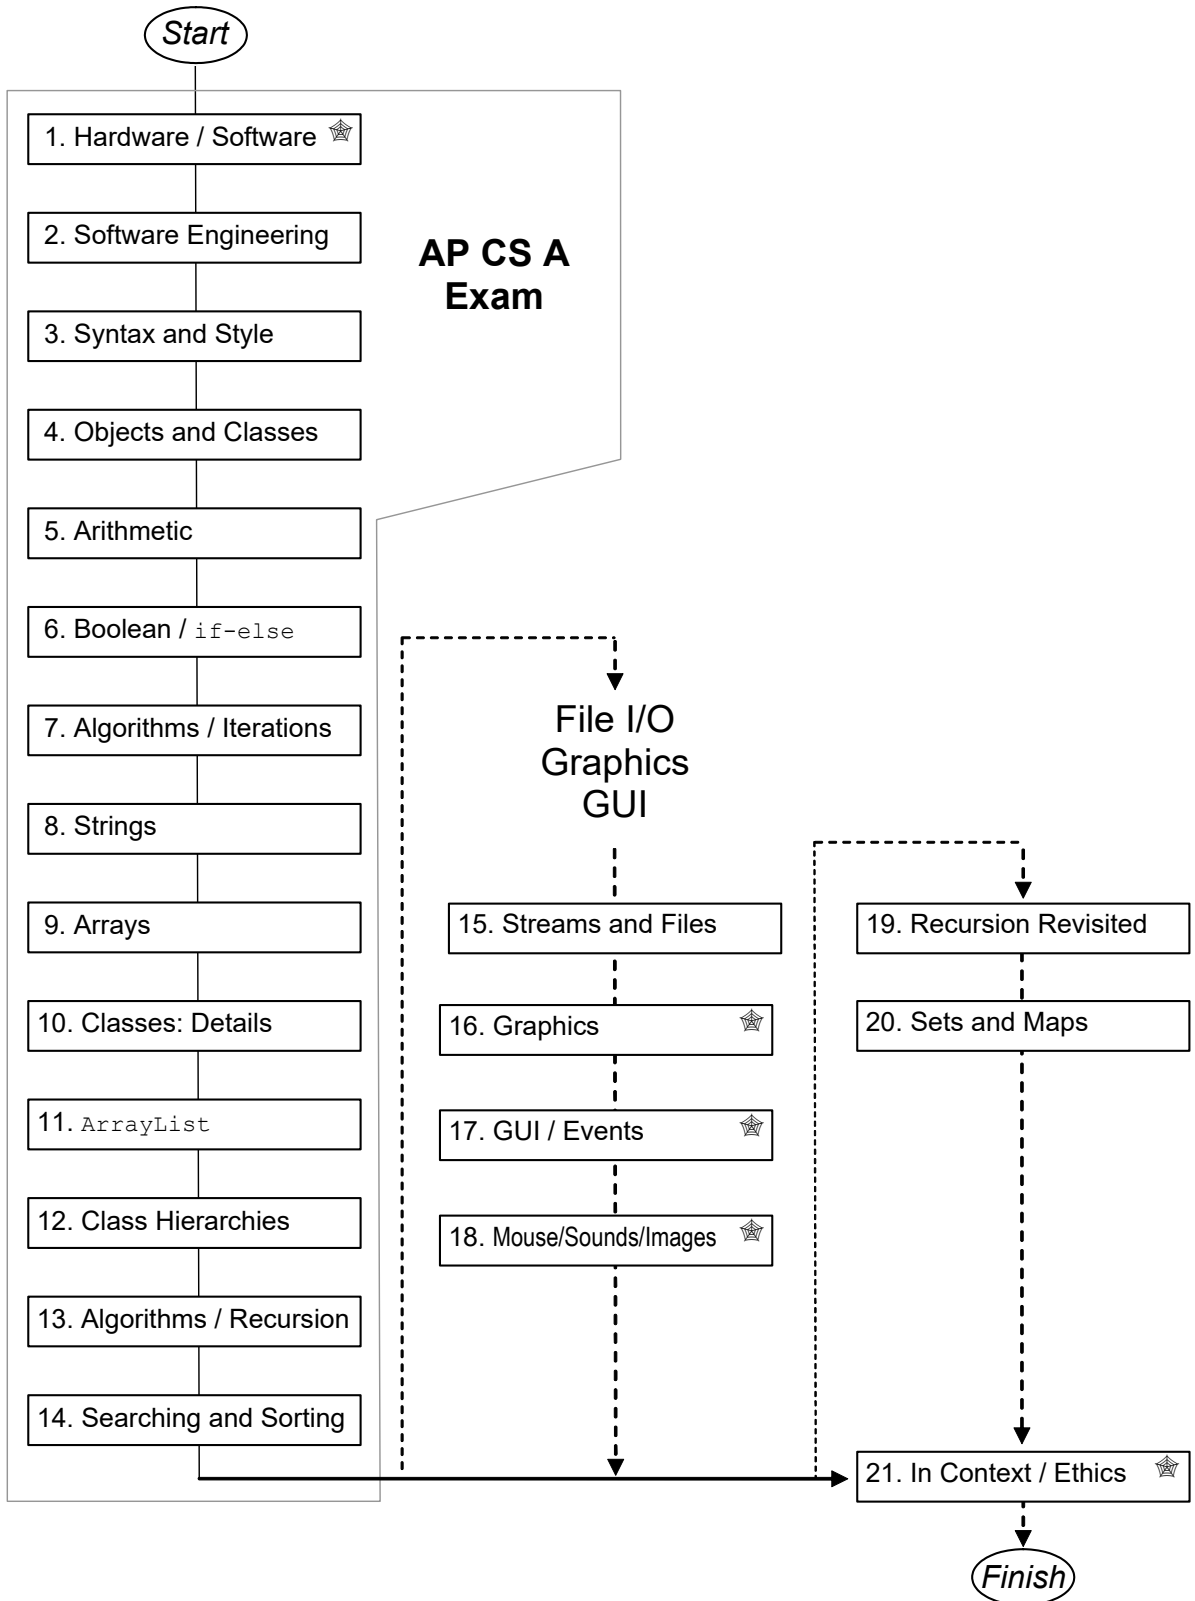 Start
1. Hardware / Software
2. Software Engineering
AP CS A
Exam
3. Syntax and Style
4. Objects and Classes
5. Arithmetic
6. Boolean / if-else
7. Algorithms / Iterations
8. Strings
9. Arrays
10. Classes: Details
11. ArrayList
12. Class Hierarchies
13. Algorithms / Recursion
14. Searching and Sorting
File I/O
Graphics
GUI
15. Streams and Files
16. Graphics
17. GUI / Events
18. Mouse/Sounds/Images
19. Recursion Revisited
20. Sets and Maps
21. In Context / Ethics
Finish